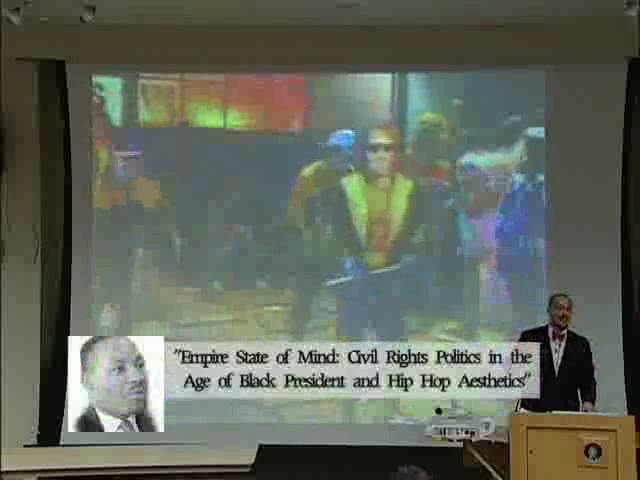 "Empire State of Mind: Civil Rights Politics in the
Age of Black President and Hip Hop Aesthetics"